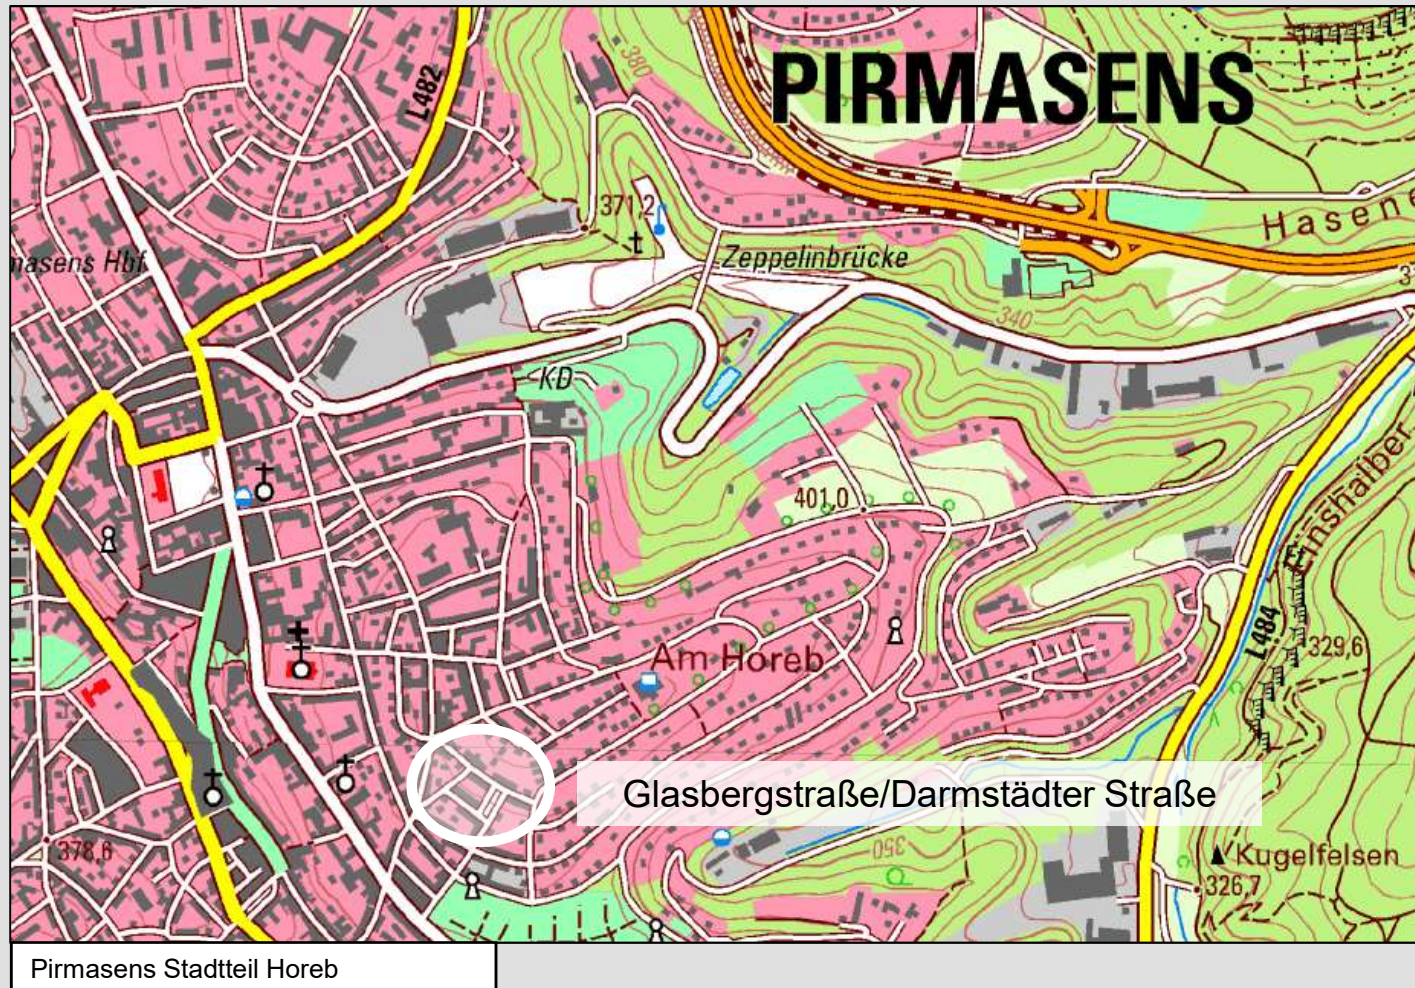 PIRMASENS
380
L482
371,2
Hasene
masens Hbf
Zeppelinbrücke
340
KD
401,0
Einshalber
L484
329,6
Am Horeb
Glasbergstraße/Darmstädter Straße
378,6
350
Kugelfelsen
326,7
Pirmasens Stadtteil Horeb